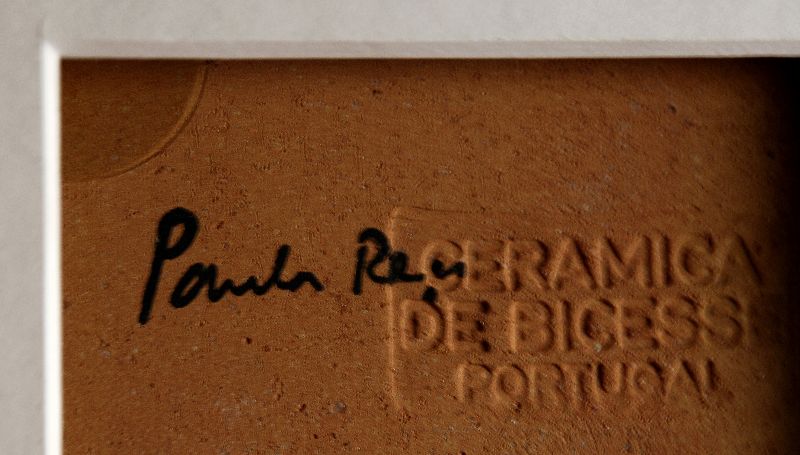 Paula Rego
CERAMICA
DE BICESSE
PORTUGAL